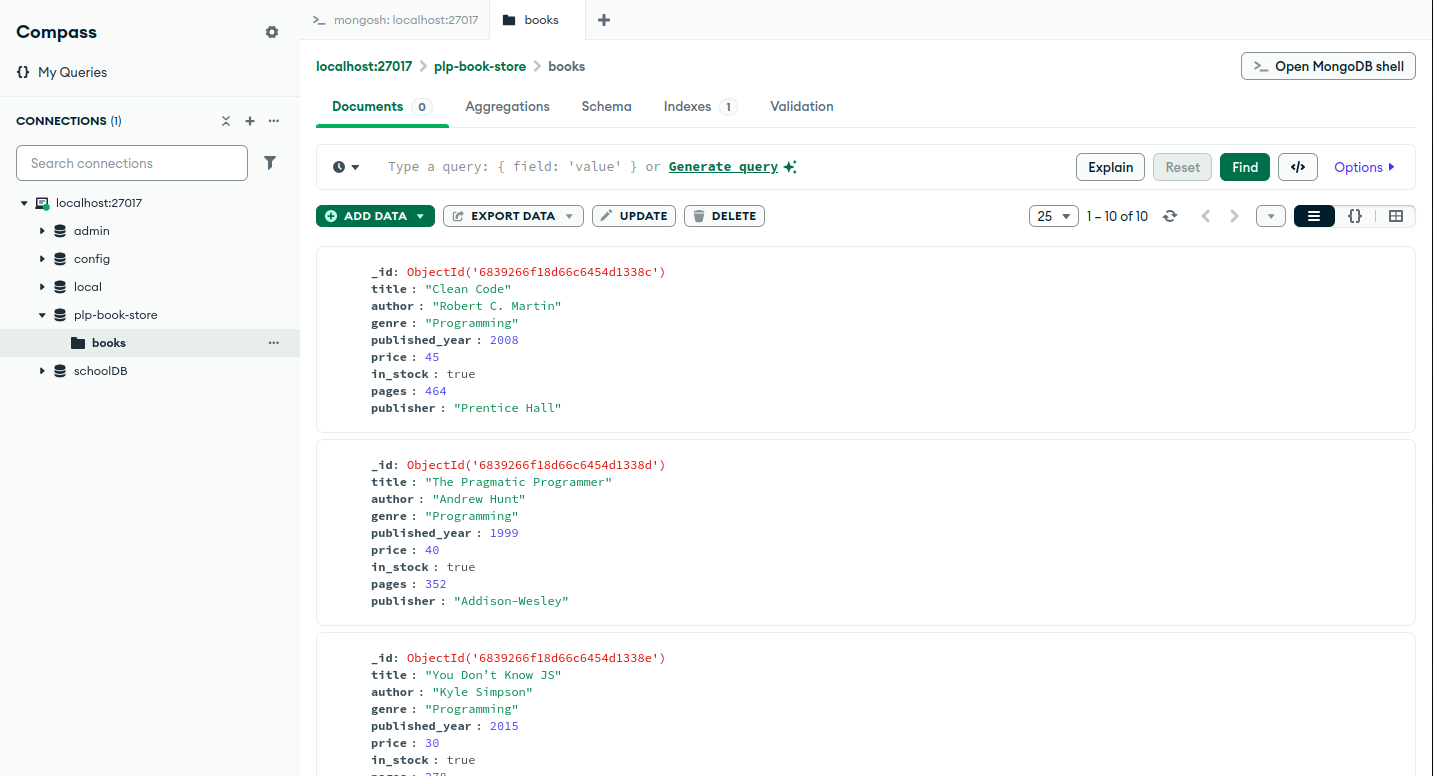 Compass
My Queries
CONNECTIONS (1)
Search connections
localhost:27017
admin
config
local
plp-book-store
books
schoolDB
mongosh: localhost:27017
books
localhost:27017 > plp-book-store > books
Open MongoDB shell
Documents 0 Aggregations Schema Indexes 1 Validation
Type a query: { field: 'value' } or Generate query
Explain Reset Find </> Options
ADD DATA EXPORT DATA UPDATE DELETE
25 1 – 10 of 10 {}
_id: ObjectId('6839266f18d66c6454d1338c')
title : "Clean Code"
author : "Robert C. Martin"
genre : "Programming"
published_year : 2008
price : 45
in_stock : true
pages : 464
publisher : "Prentice Hall"
_id: ObjectId('6839266f18d66c6454d1338d')
title : "The Pragmatic Programmer"
author : "Andrew Hunt"
genre : "Programming"
published_year : 1999
price : 40
in_stock : true
pages : 352
publisher : "Addison-Wesley"
_id: ObjectId('6839266f18d66c6454d1338e')
title : "You Don’t Know JS"
author : "Kyle Simpson"
genre : "Programming"
published_year : 2015
price : 30
in_stock : true
pages : 278